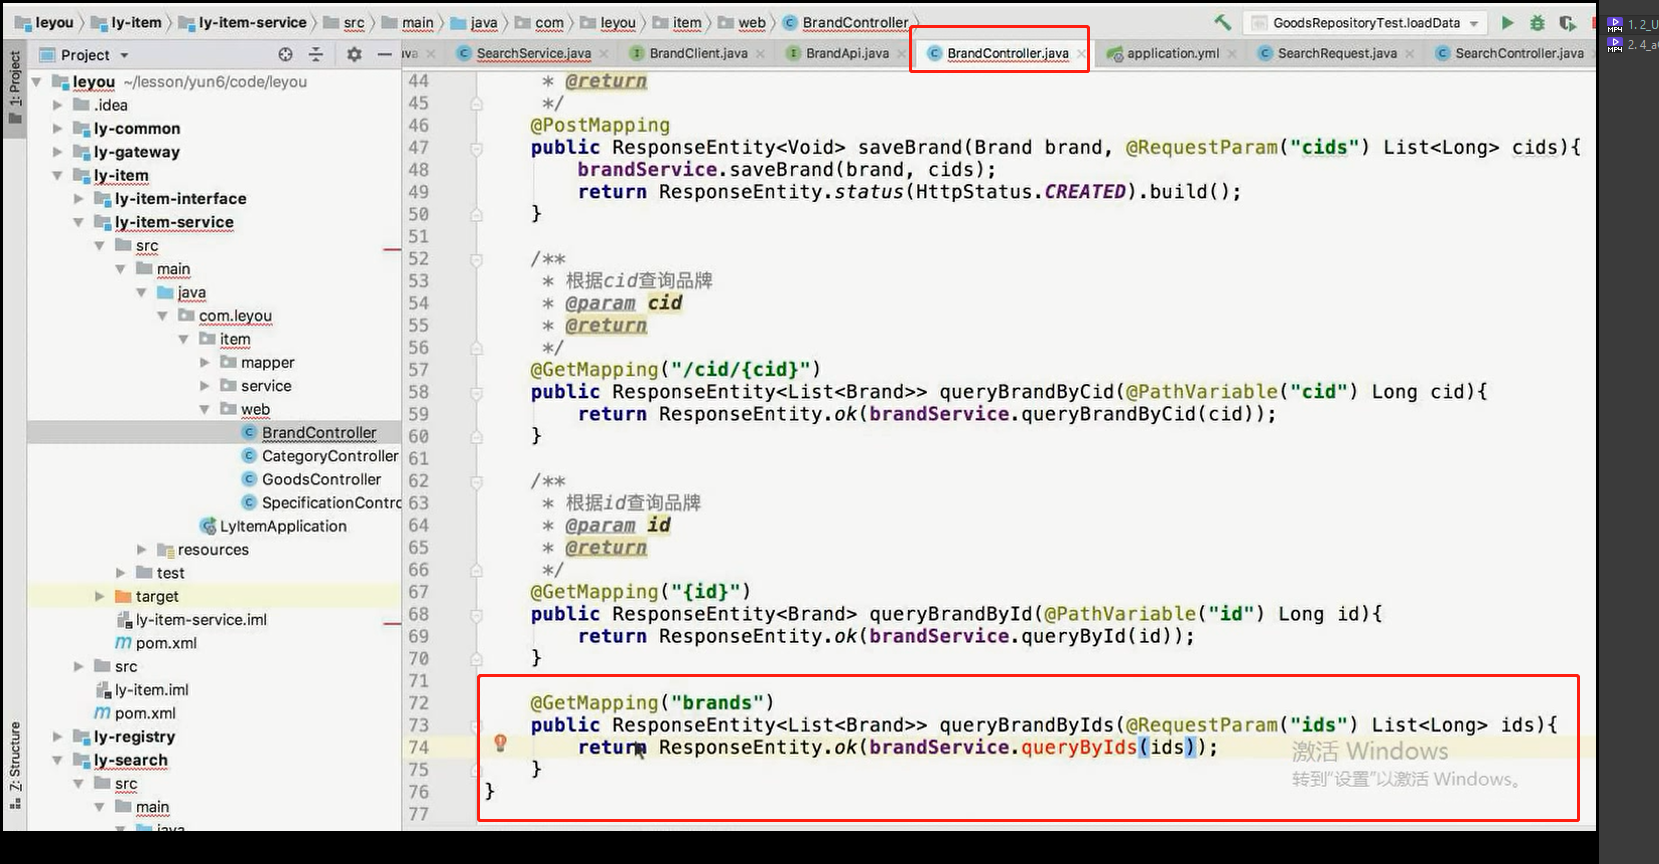 leyou ly-item ly-item-service src main java com leyou item web BrandController GoodsRepositoryTest.loadData
1: Project
Project
SearchService.java BrandClient.java BrandApi.java BrandController.java application.yml SearchRequest.java SearchController.java
leyou ~/lesson/yun6/code/leyou
.idea
ly-common
ly-gateway
ly-item
ly-item-interface
ly-item-service
src
main
java
com.leyou
item
mapper
service
web
BrandController
CategoryController
GoodsController
SpecificationContro
LyItemApplication
resources
test
target
ly-item-service.iml
pom.xml
src
ly-item.iml
pom.xml
ly-registry
ly-search
src
main
java
Z: Structure
44 * @return
45 */
46 @PostMapping
47 public ResponseEntity<Void> saveBrand(Brand brand, @RequestParam("cids") List<Long> cids){
48 brandService.saveBrand(brand, cids);
49 return ResponseEntity.status(HttpStatus.CREATED).build();
50 }
51
52 /**
53 * 根据cid查询品牌
54 * @param cid
55 * @return
56 */
57 @GetMapping("/cid/{cid}")
58 public ResponseEntity<List<Brand>> queryBrandByCid(@PathVariable("cid") Long cid){
59 return ResponseEntity.ok(brandService.queryBrandByCid(cid));
60 }
61
62 /**
63 * 根据id查询品牌
64 * @param id
65 * @return
66 */
67 @GetMapping("{id}")
68 public ResponseEntity<Brand> queryBrandById(@PathVariable("id") Long id){
69 return ResponseEntity.ok(brandService.queryById(id));
70 }
71
72 @GetMapping("brands")
73 public ResponseEntity<List<Brand>> queryBrandByIds(@RequestParam("ids") List<Long> ids){
74 return ResponseEntity.ok(brandService.queryByIds(ids));
75 }
76 }
77
激活 Windows
转到"设置"以激活 Windows。
MP4 1. 2_U
MP4 2. 4_a